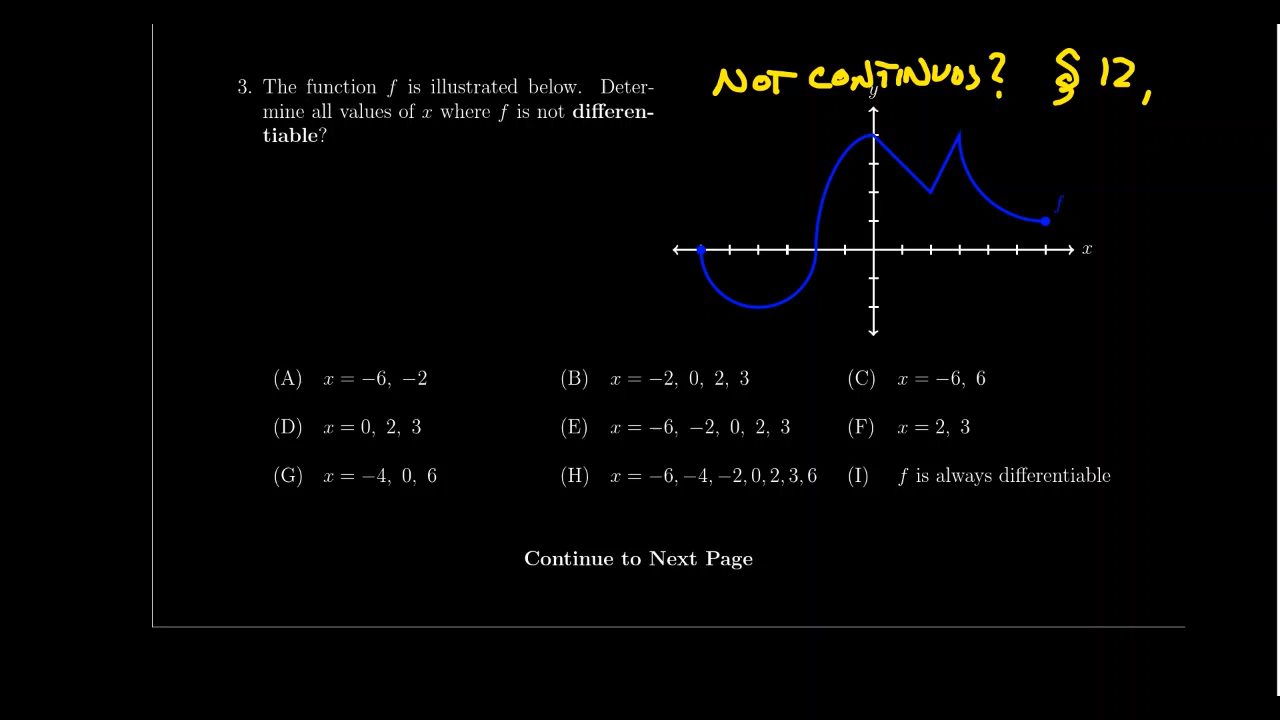 NOT CONTINUOS? § 12,
3. The function f is illustrated below. Deter-
mine all values of x where f is not differen-
tiable?
y
f
x
(A) x = −6, −2 (B) x = −2, 0, 2, 3 (C) x = −6, 6
(D) x = 0, 2, 3 (E) x = −6, −2, 0, 2, 3 (F) x = 2, 3
(G) x = −4, 0, 6 (H) x = −6, −4, −2, 0, 2, 3, 6 (I) f is always differentiable
Continue to Next Page